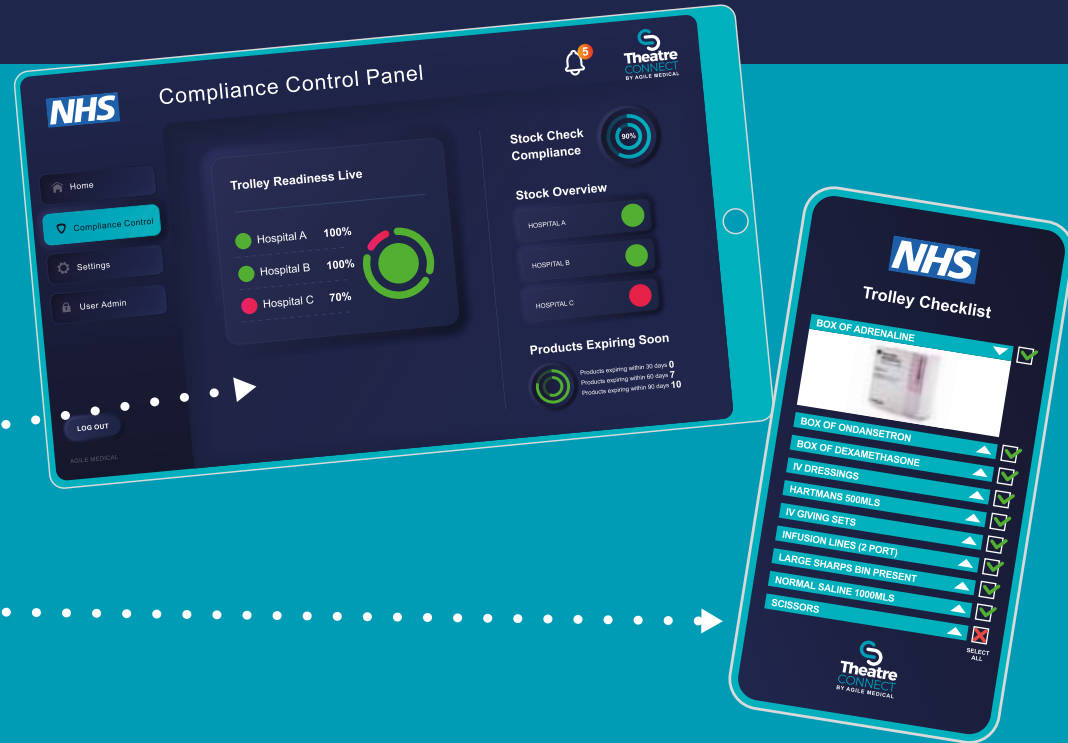 NHS
Compliance Control Panel
5
Theatre
CONNECT
BY AGILE MEDICAL
Home
Compliance Control
Settings
User Admin
LOG OUT
AGILE MEDICAL
Trolley Readiness Live
Hospital A 100%
Hospital B 100%
Hospital C 70%
Stock Check
Compliance
90%
Stock Overview
HOSPITAL A
HOSPITAL B
HOSPITAL C
Products Expiring Soon
Products expiring within 30 days 0
Products expiring within 60 days 7
Products expiring within 90 days 10
NHS
Trolley Checklist
BOX OF ADRENALINE
BOX OF ONDANSETRON
BOX OF DEXAMETHASONE
IV DRESSINGS
HARTMANS 500MLS
IV GIVING SETS
INFUSION LINES (2 PORT)
LARGE SHARPS BIN PRESENT
NORMAL SALINE 1000MLS
SCISSORS
SELECT
ALL
Theatre
CONNECT
BY AGILE MEDICAL